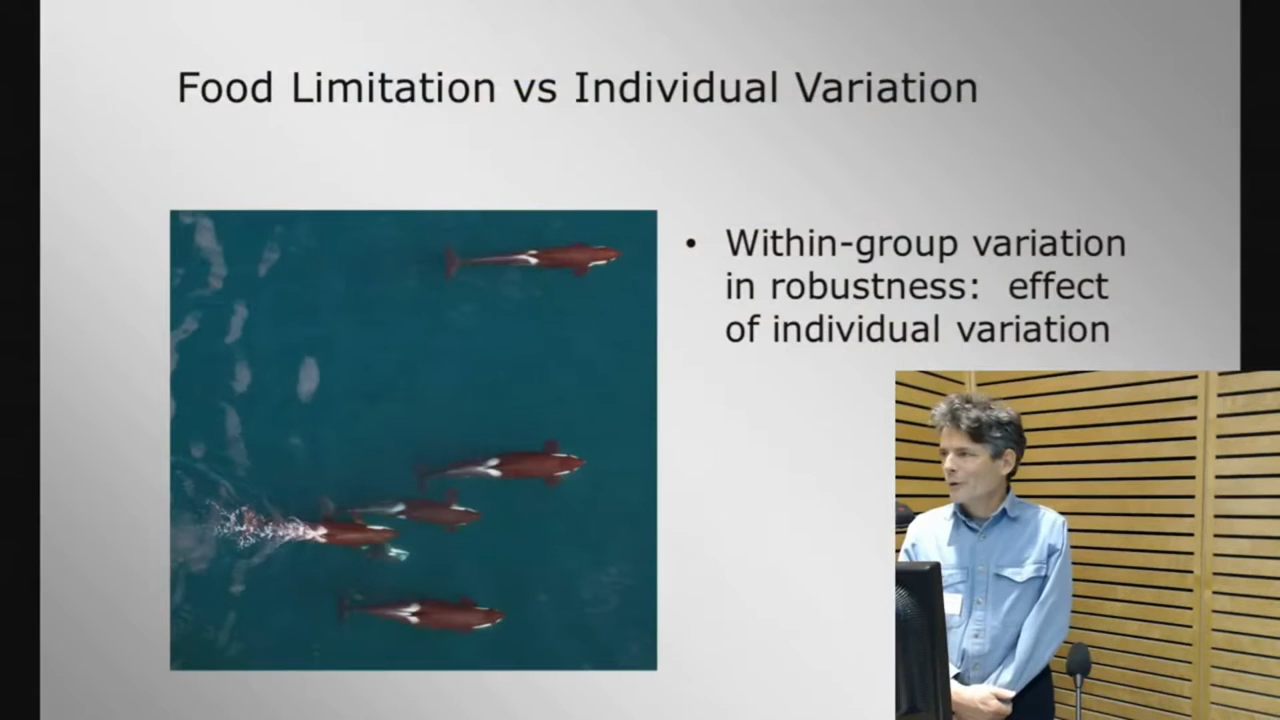 Food Limitation vs Individual Variation
• Within-group variation
in robustness: effect
of individual variation